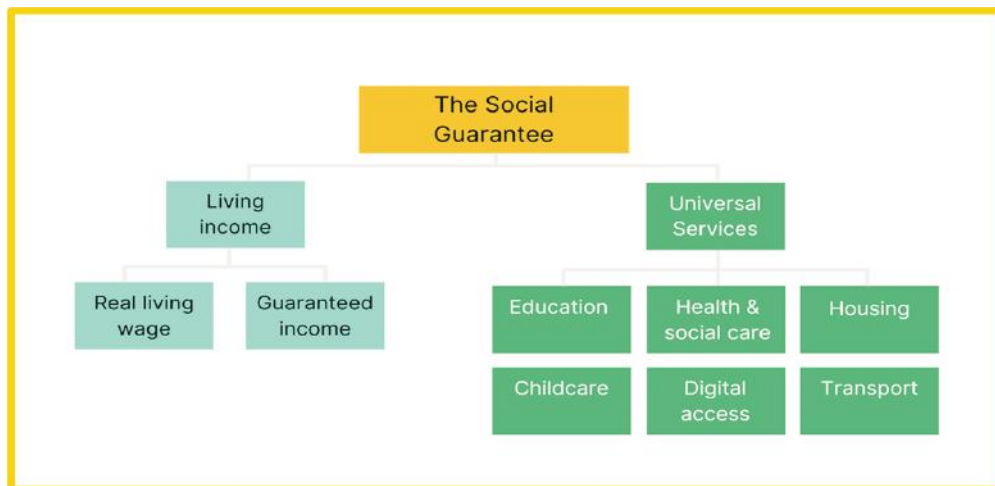 The Social
Guarantee
Living
income
Universal
Services
Real living
wage
Guaranteed
income
Education
Health &
social care
Housing
Childcare
Digital
access
Transport